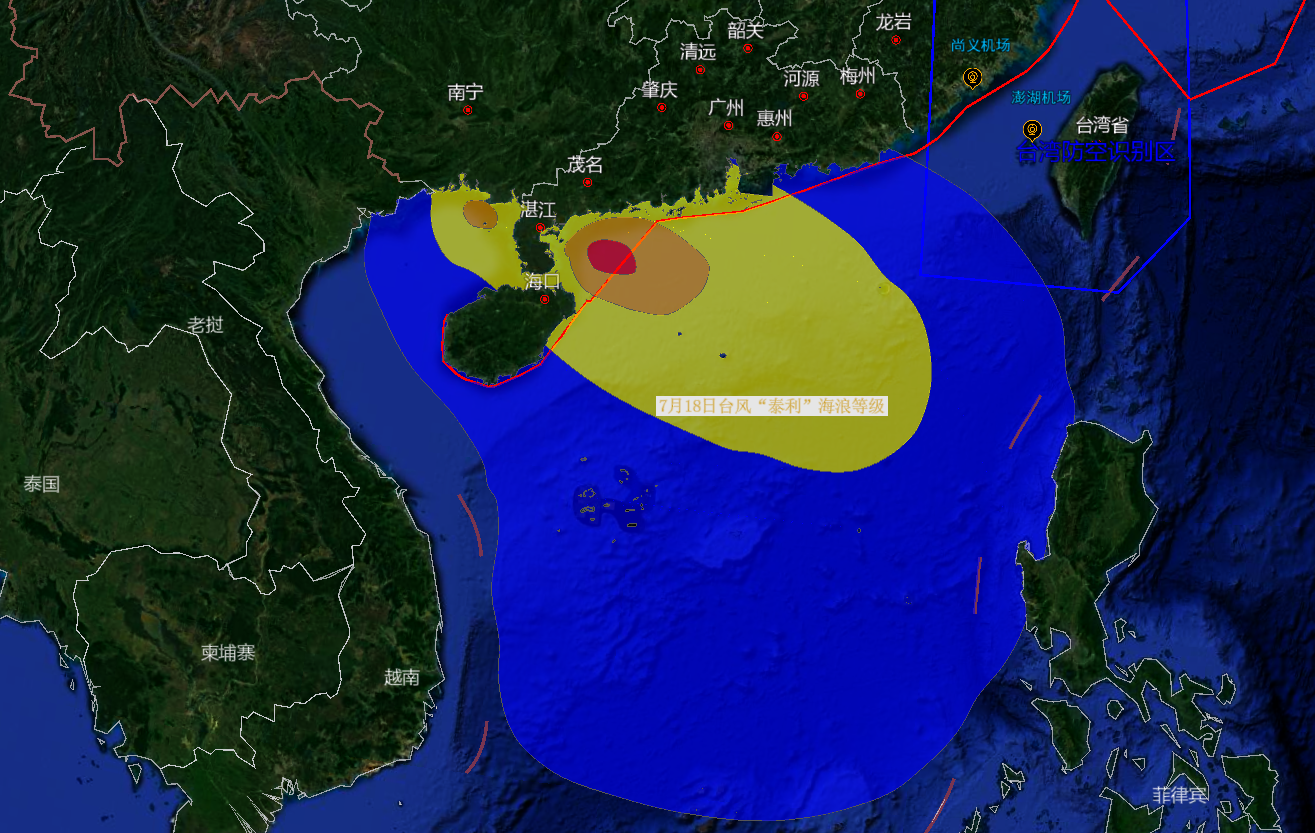 龙岩
韶关
尚义机场
清远
河源
梅州
南宁
肇庆
澎湖机场
广州
惠州
台湾省
台湾防空识别区
茂名
湛江
海口
老挝
7月18日台风“泰利”海浪等级
泰国
柬埔寨
越南
菲律宾